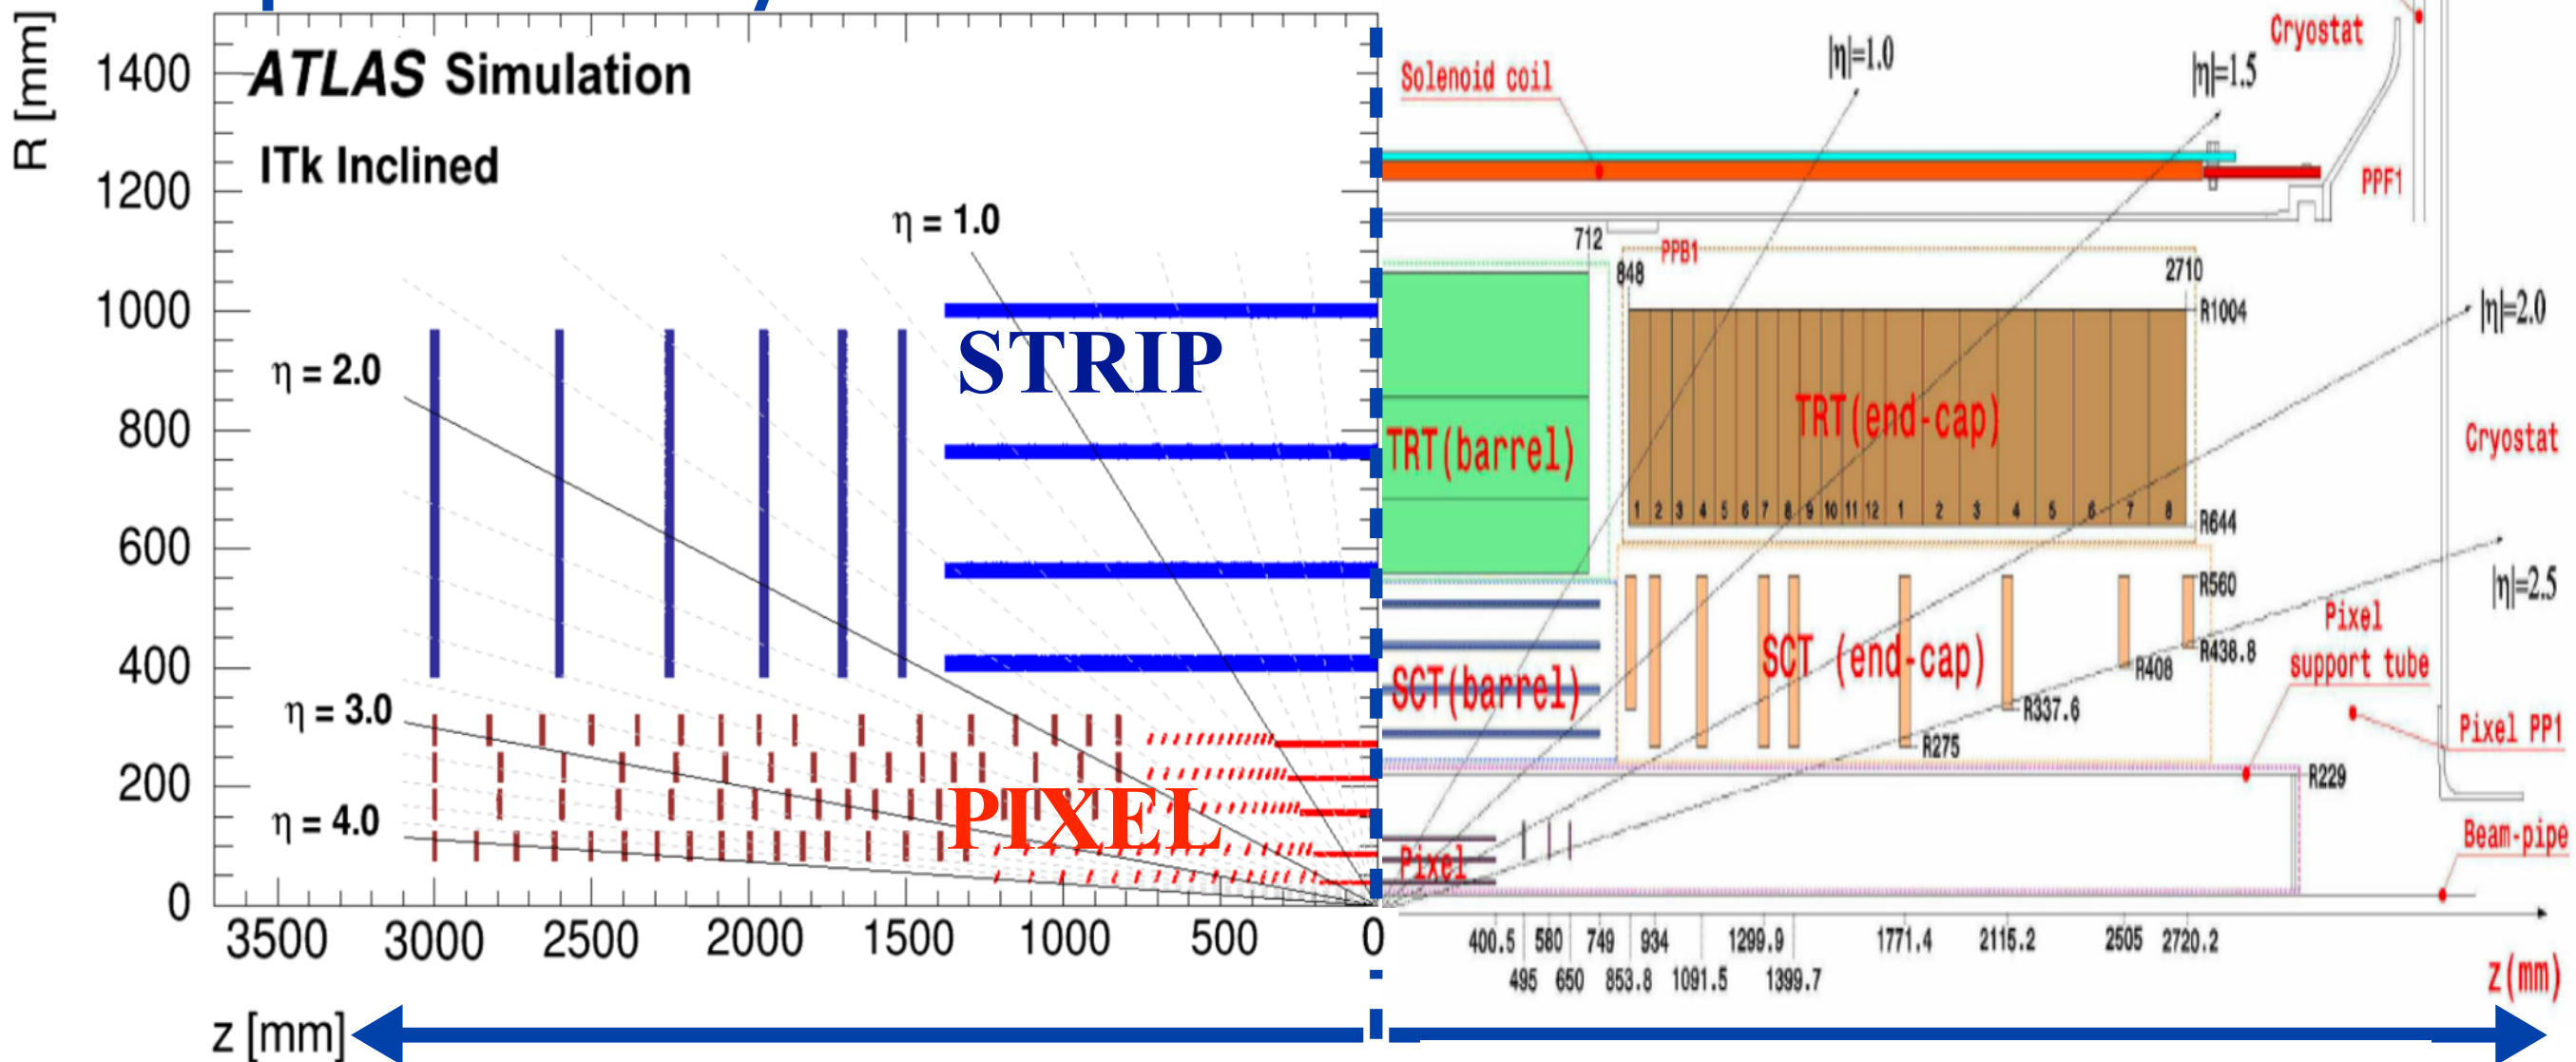 R [mm]
1400
1200
1000
800
600
400
200
0
ATLAS Simulation
ITk Inclined
η = 1.0
η = 2.0
η = 3.0
η = 4.0
STRIP
PIXEL
3500 3000 2500 2000 1500 1000 500 0
z [mm]
Cryostat
|η|=1.0
|η|=1.5
Solenoid coil
PPF1
712
PPB1
848
2710
R1004
|η|=2.0
TRT(barrel)
TRT(end-cap)
Cryostat
1 2 3 4 5 6 7 8 9 10 11 12 1 2 3 4 5 6 7 8
R644
R560
|η|=2.5
Pixel
support tube
SCT(barrel)
SCT (end-cap)
R438.8
R408
R337.6
R275
Pixel PP1
R229
Beam-pipe
Pixel
400.5 580 749 934 1299.9 1771.4 2115.2 2505 2720.2
495 650 853.8 1091.5 1399.7
z(mm)